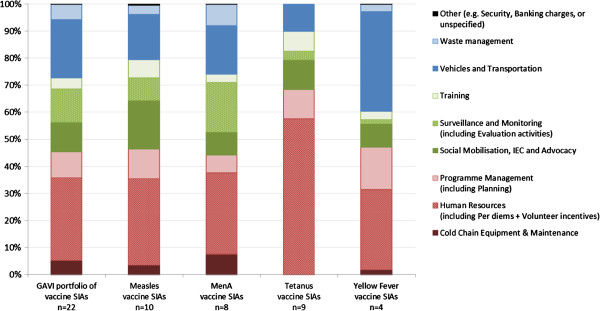 100%
90%
80%
70%
60%
50%
40%
30%
20%
10%
0%
GAVI portfolio of
vaccine SIAs
n=22
Measles
vaccine SIAs
n=10
MenA
vaccine SIAs
n=8
Tetanus
vaccine SIAs
n=9
Yellow Fever
vaccine SIAs
n=4
Other (e.g. Security, Banking charges, or
unspecified)
Waste management
Vehicles and Transportation
Training
Surveillance and Monitoring
(including Evaluation activities)
Social Mobilisation, IEC and Advocacy
Programme Management
(including Planning)
Human Resources
(including Per diems + Volunteer incentives)
Cold Chain Equipment & Maintenance